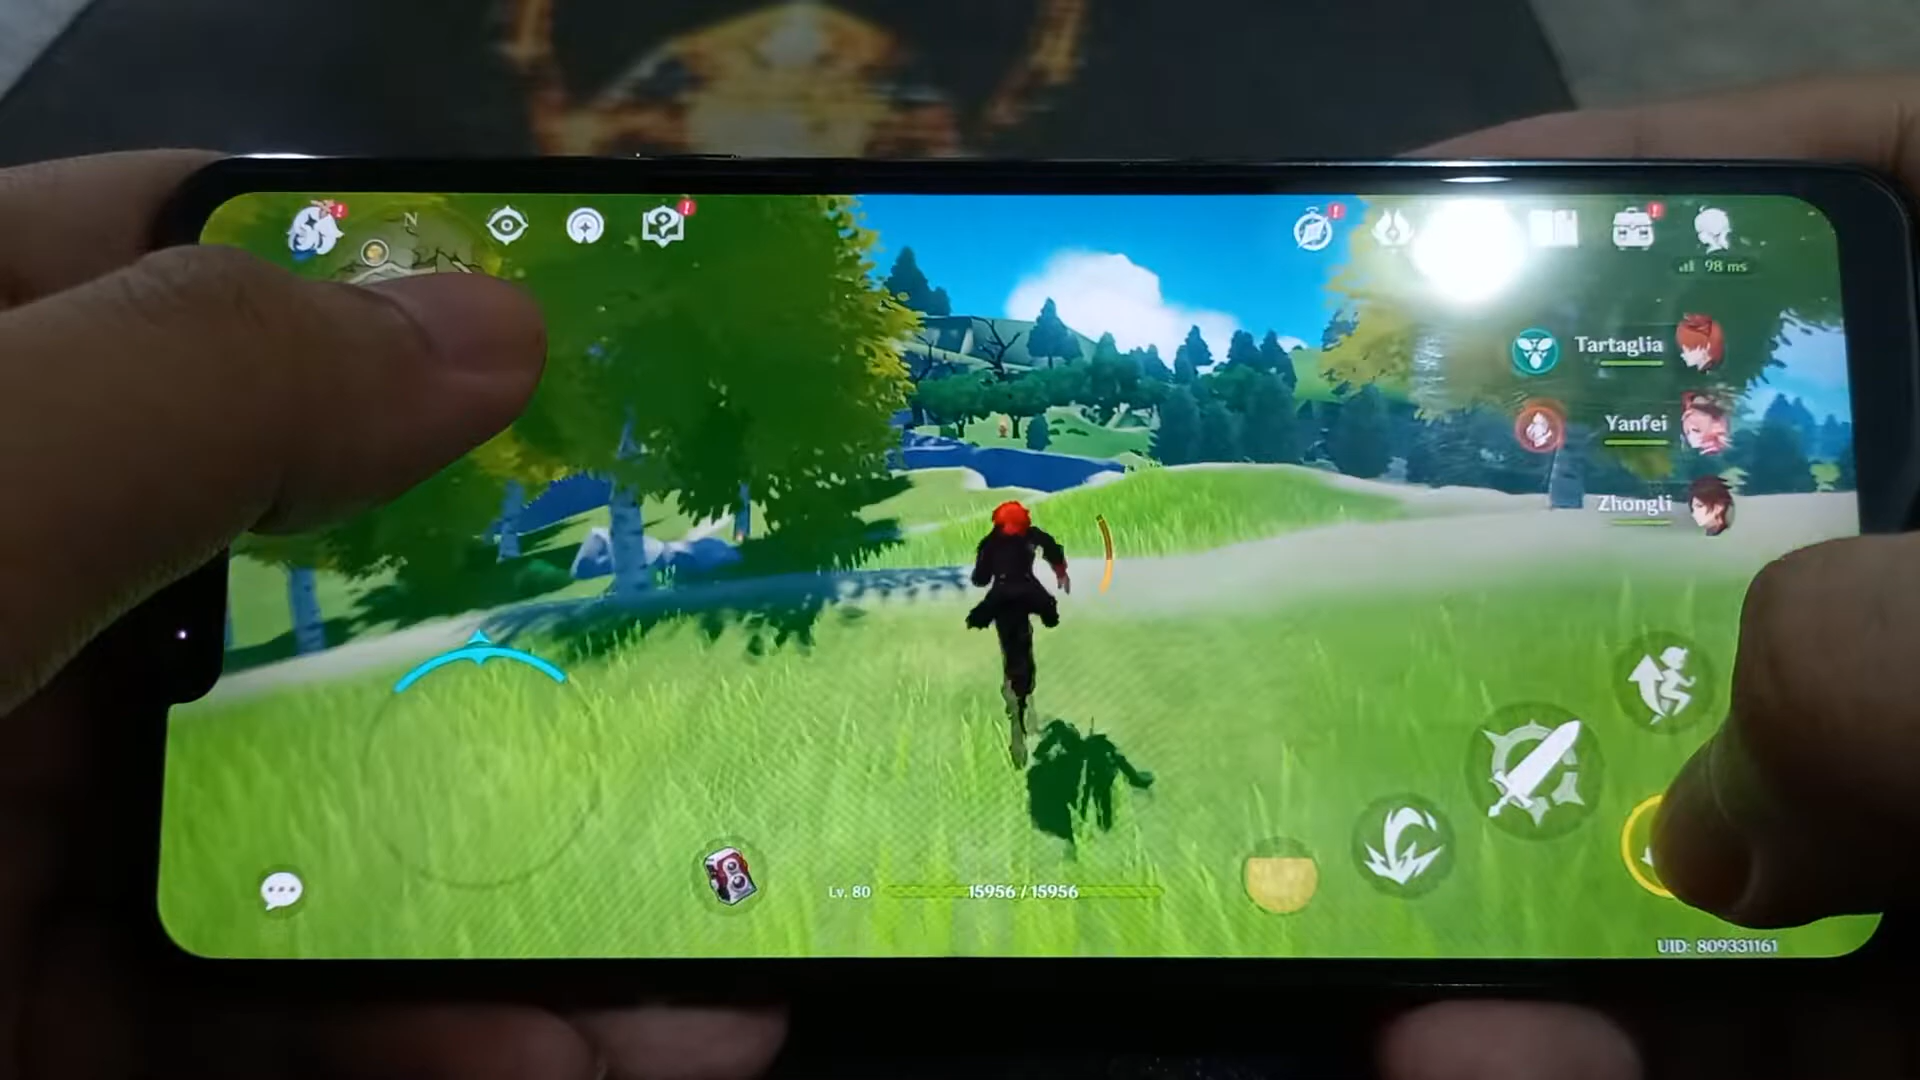 N
98 ms
Tartaglia
Yanfei
Zhongli
Lv. 80
15956 / 15956
UID: 809331161